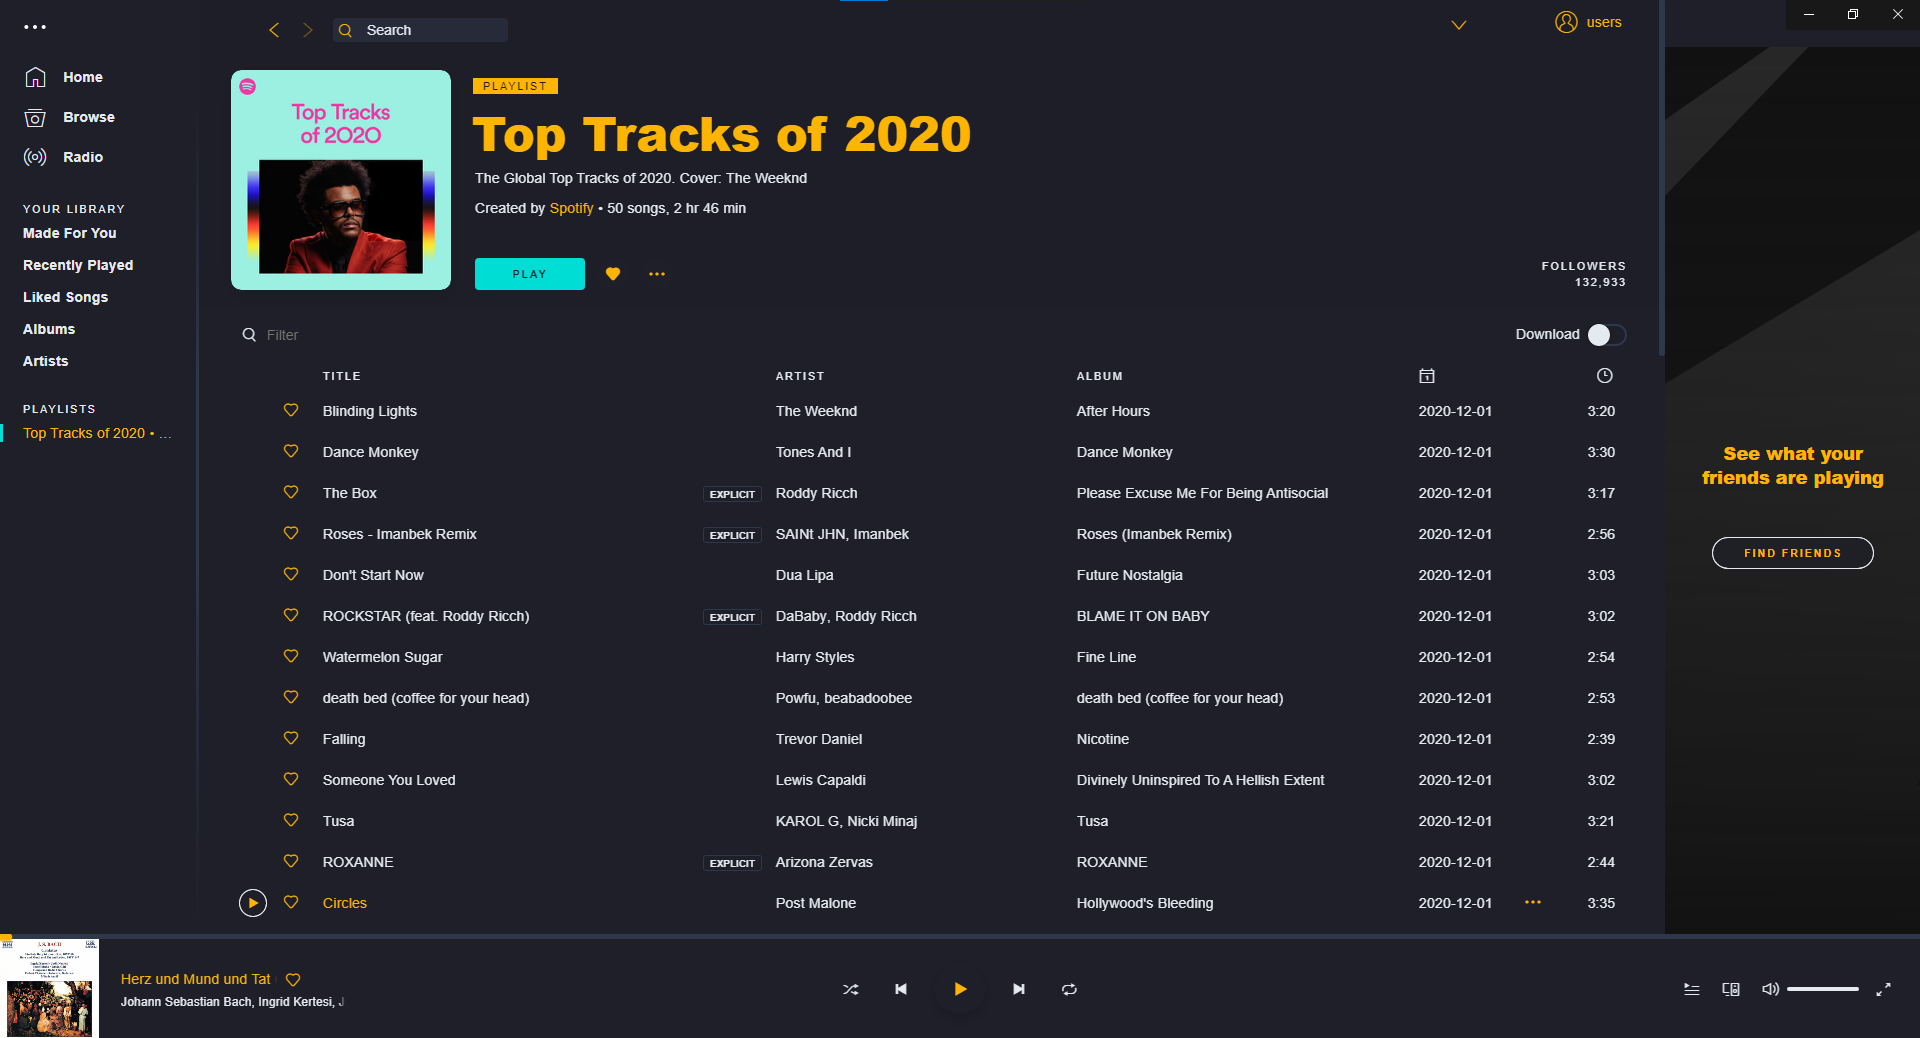 Search
users
Home
Browse
Radio
YOUR LIBRARY
Made For You
Recently Played
Liked Songs
Albums
Artists
PLAYLISTS
Top Tracks of 2020 • ...
Top Tracks
of 2020
PLAYLIST
Top Tracks of 2020
The Global Top Tracks of 2020. Cover: The Weeknd
Created by Spotify • 50 songs, 2 hr 46 min
PLAY
FOLLOWERS
132,933
Filter
Download
TITLE ARTIST ALBUM
Blinding Lights The Weeknd After Hours 2020-12-01 3:20
Dance Monkey Tones And I Dance Monkey 2020-12-01 3:30
The Box EXPLICIT Roddy Ricch Please Excuse Me For Being Antisocial 2020-12-01 3:17
Roses - Imanbek Remix EXPLICIT SAINt JHN, Imanbek Roses (Imanbek Remix) 2020-12-01 2:56
Don't Start Now Dua Lipa Future Nostalgia 2020-12-01 3:03
ROCKSTAR (feat. Roddy Ricch) EXPLICIT DaBaby, Roddy Ricch BLAME IT ON BABY 2020-12-01 3:02
Watermelon Sugar Harry Styles Fine Line 2020-12-01 2:54
death bed (coffee for your head) Powfu, beabadoobee death bed (coffee for your head) 2020-12-01 2:53
Falling Trevor Daniel Nicotine 2020-12-01 2:39
Someone You Loved Lewis Capaldi Divinely Uninspired To A Hellish Extent 2020-12-01 3:02
Tusa KAROL G, Nicki Minaj Tusa 2020-12-01 3:21
ROXANNE EXPLICIT Arizona Zervas ROXANNE 2020-12-01 2:44
Circles Post Malone Hollywood's Bleeding 2020-12-01 3:35
See what your
friends are playing
FIND FRIENDS
J. S. BACH
Herz und Mund und Tat
Johann Sebastian Bach, Ingrid Kertesi, J